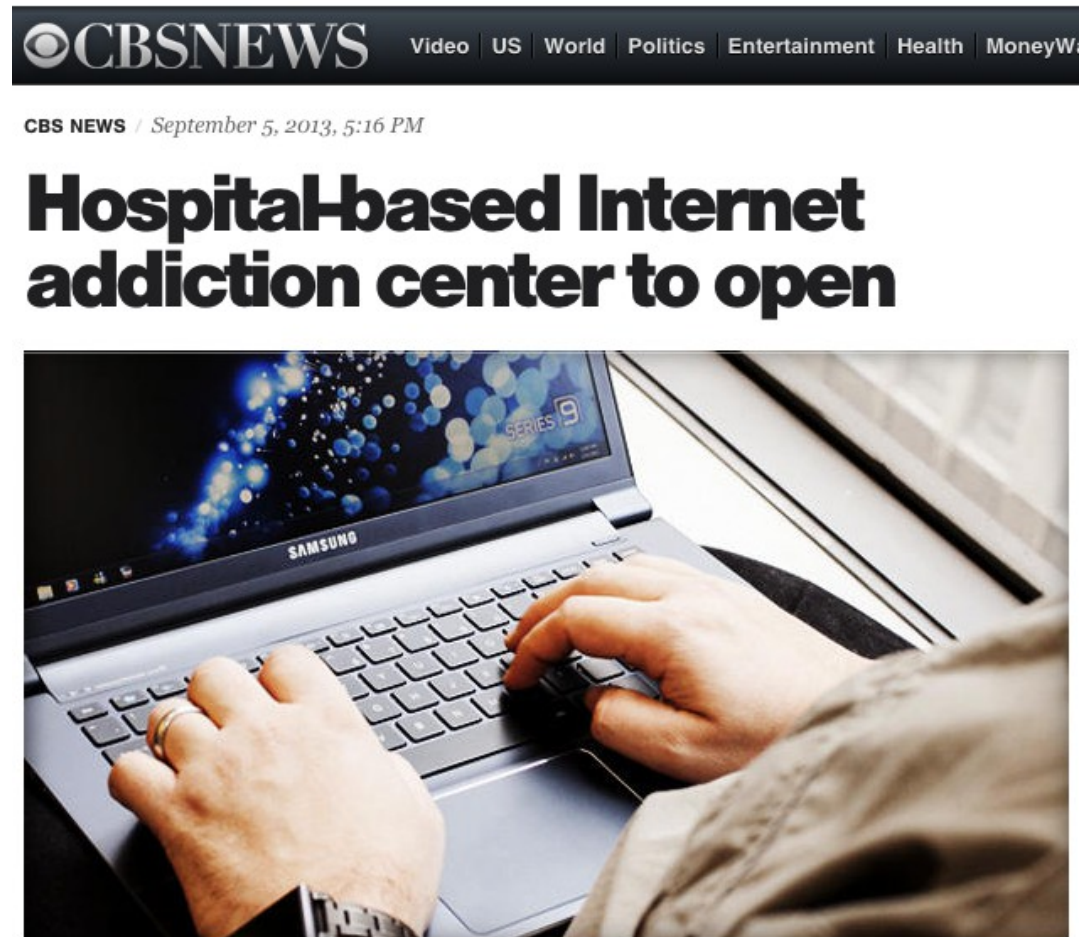 CBSNEWS
Video US World Politics Entertainment Health MoneyWa
CBS NEWS / September 5, 2013, 5:16 PM
Hospital-based Internet
addiction center to open
SERIES 9
SAMSUNG